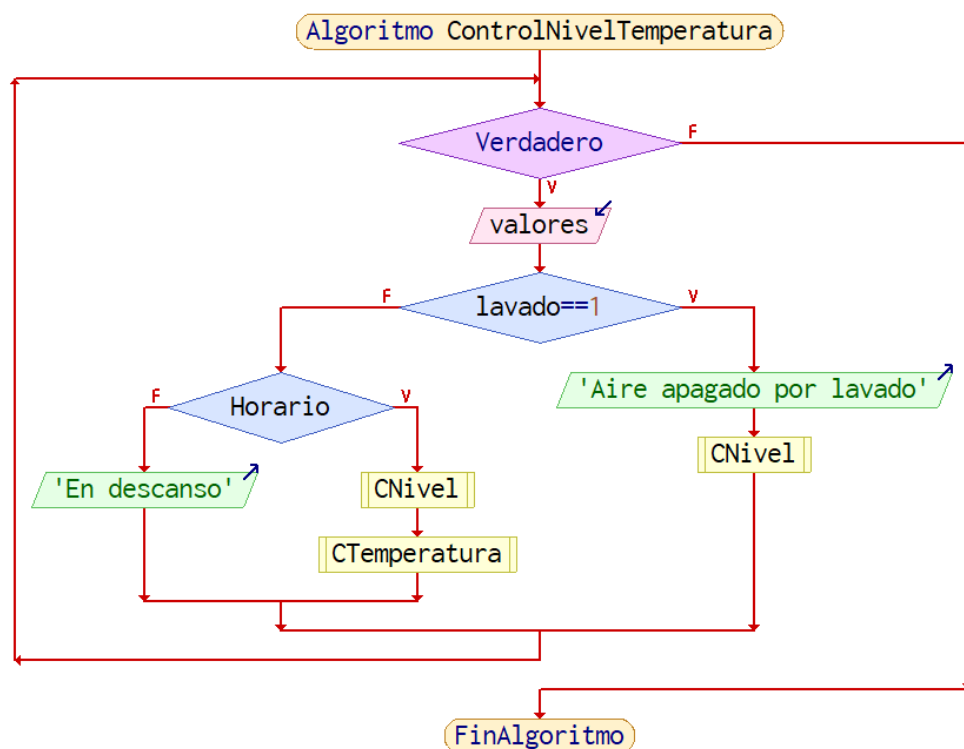 Algoritmo ControlNivelTemperatura
Verdadero
F
V
valores
lavado==1
F
V
Horario
F
V
'Aire apagado por lavado'
CNivel
'En descanso'
CNivel
CTemperatura
FinAlgoritmo